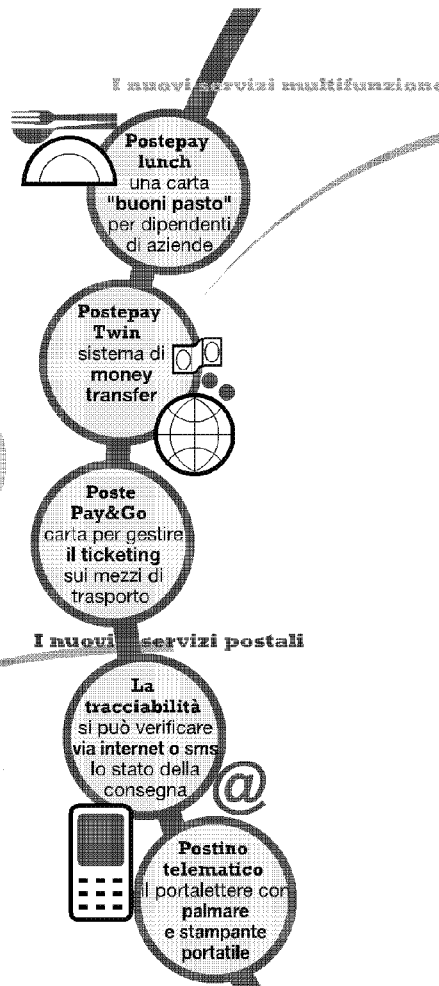 I nuovi servizi multifunzione
Postepay
lunch
una carta
"buoni pasto"
per dipendenti
di aziende
Postepay
Twin
sistema di
money
transfer
Poste
Pay&Go
carta per gestire
il ticketing
sui mezzi di
trasporto
I nuovi servizi postali
La
tracciabilità
si può verificare
via internet o sms
lo stato della
consegna
@
Postino
telematico
il portalettere con
palmare
e stampante
portatile